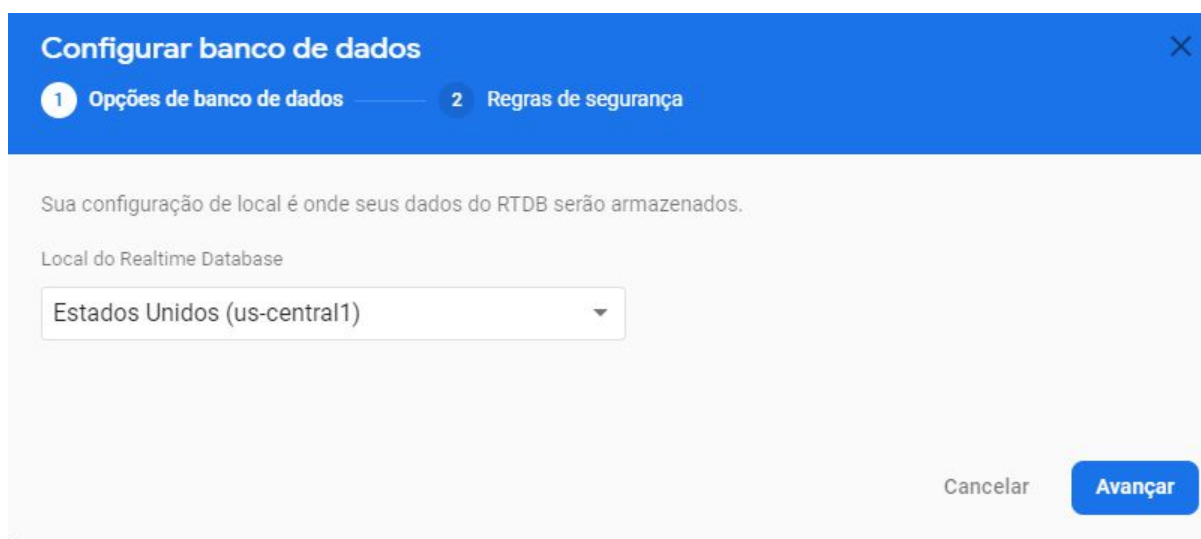 Configurar banco de dados
1 Opções de banco de dados 2 Regras de segurança
Sua configuração de local é onde seus dados do RTDB serão armazenados.
Local do Realtime Database
Estados Unidos (us-central1)
Cancelar Avançar